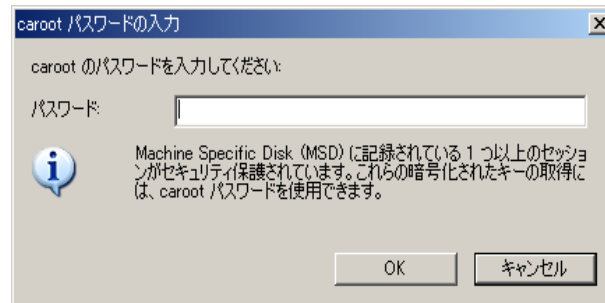 caroot パスワードの入力
caroot のパスワードを入力してください:
パスワード:
Machine Specific Disk (MSD) に記録されている 1 つ以上のセッショ
ンがセキュリティ保護されています。これらの暗号化されたキーの取得に
は、caroot パスワードを使用できます。
OK
キャンセル